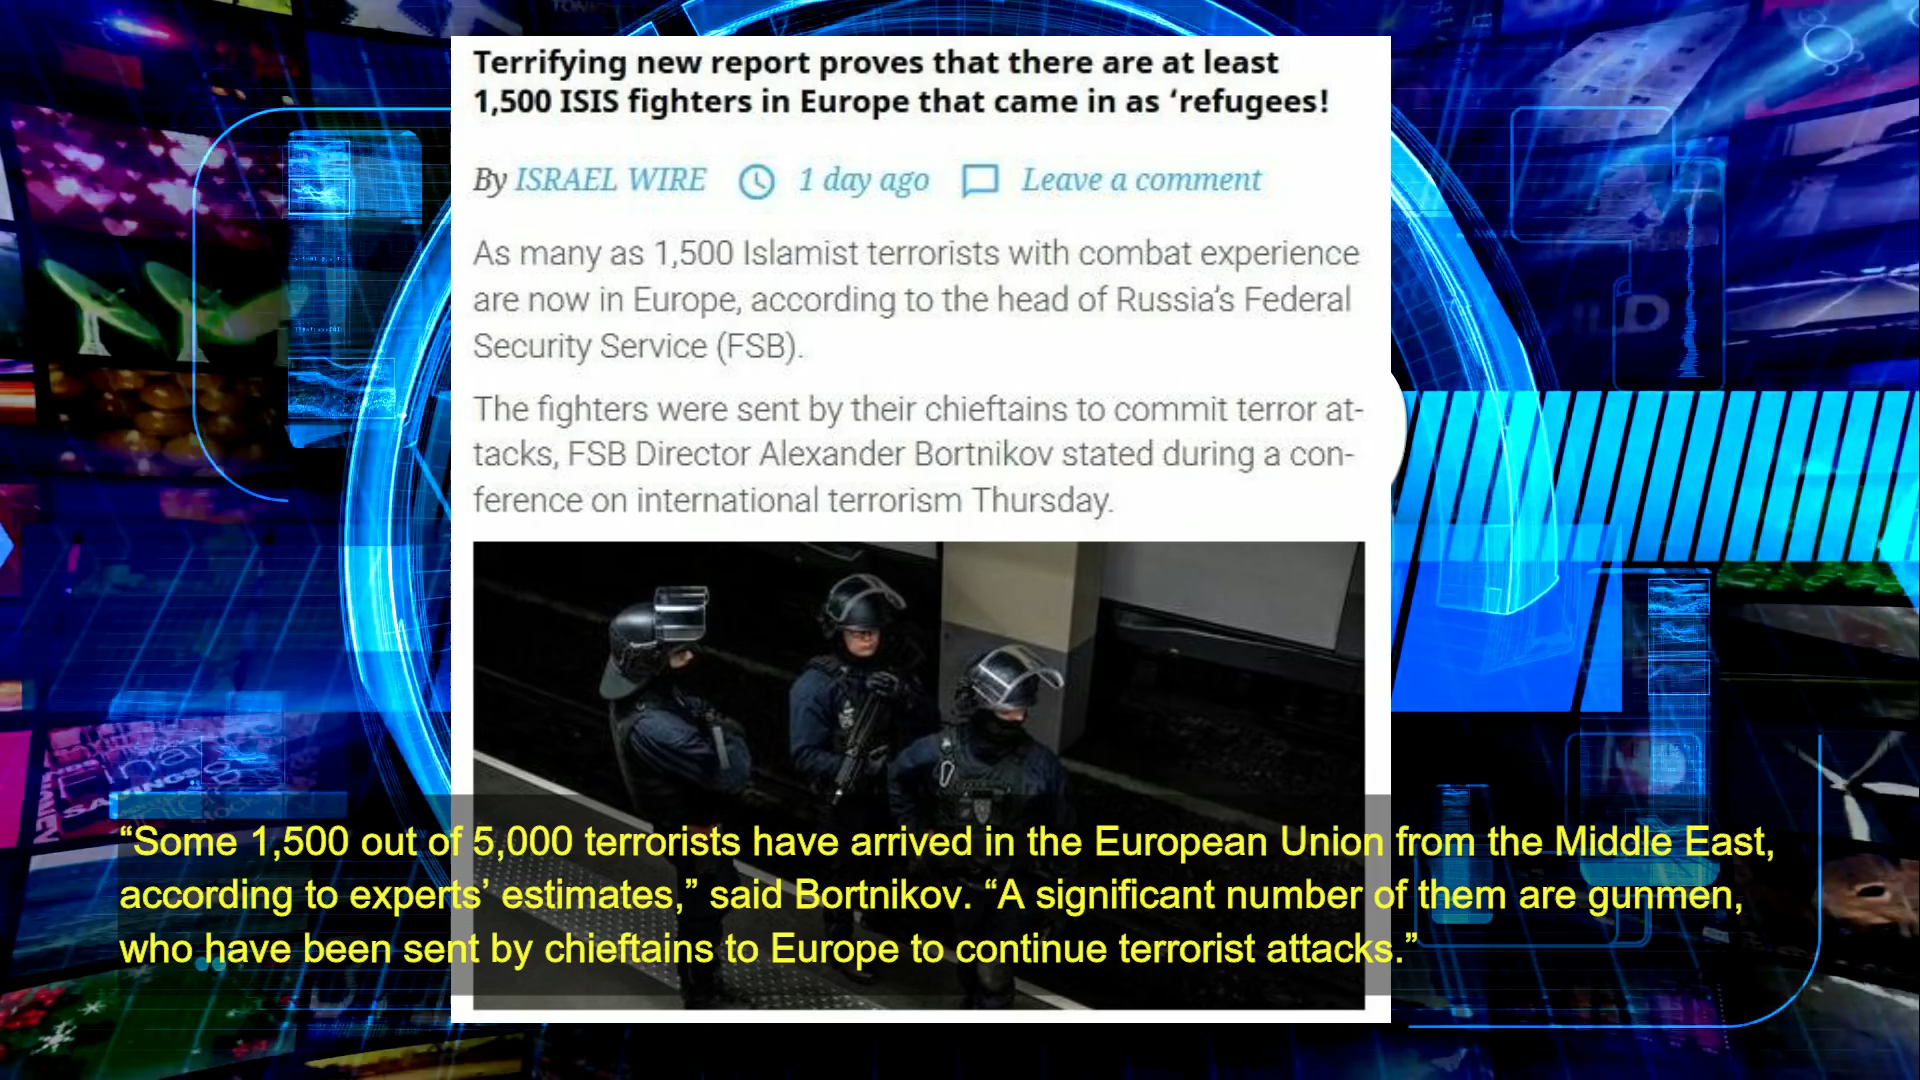 Terrifying new report proves that there are at least
1,500 ISIS fighters in Europe that came in as ‘refugees!
By ISRAEL WIRE 1 day ago Leave a comment
As many as 1,500 Islamist terrorists with combat experience
are now in Europe, according to the head of Russia’s Federal
Security Service (FSB).
The fighters were sent by their chieftains to commit terror at-
tacks, FSB Director Alexander Bortnikov stated during a con-
ference on international terrorism Thursday.
“Some 1,500 out of 5,000 terrorists have arrived in the European Union from the Middle East,
according to experts’ estimates,” said Bortnikov. “A significant number of them are gunmen,
who have been sent by chieftains to Europe to continue terrorist attacks.”